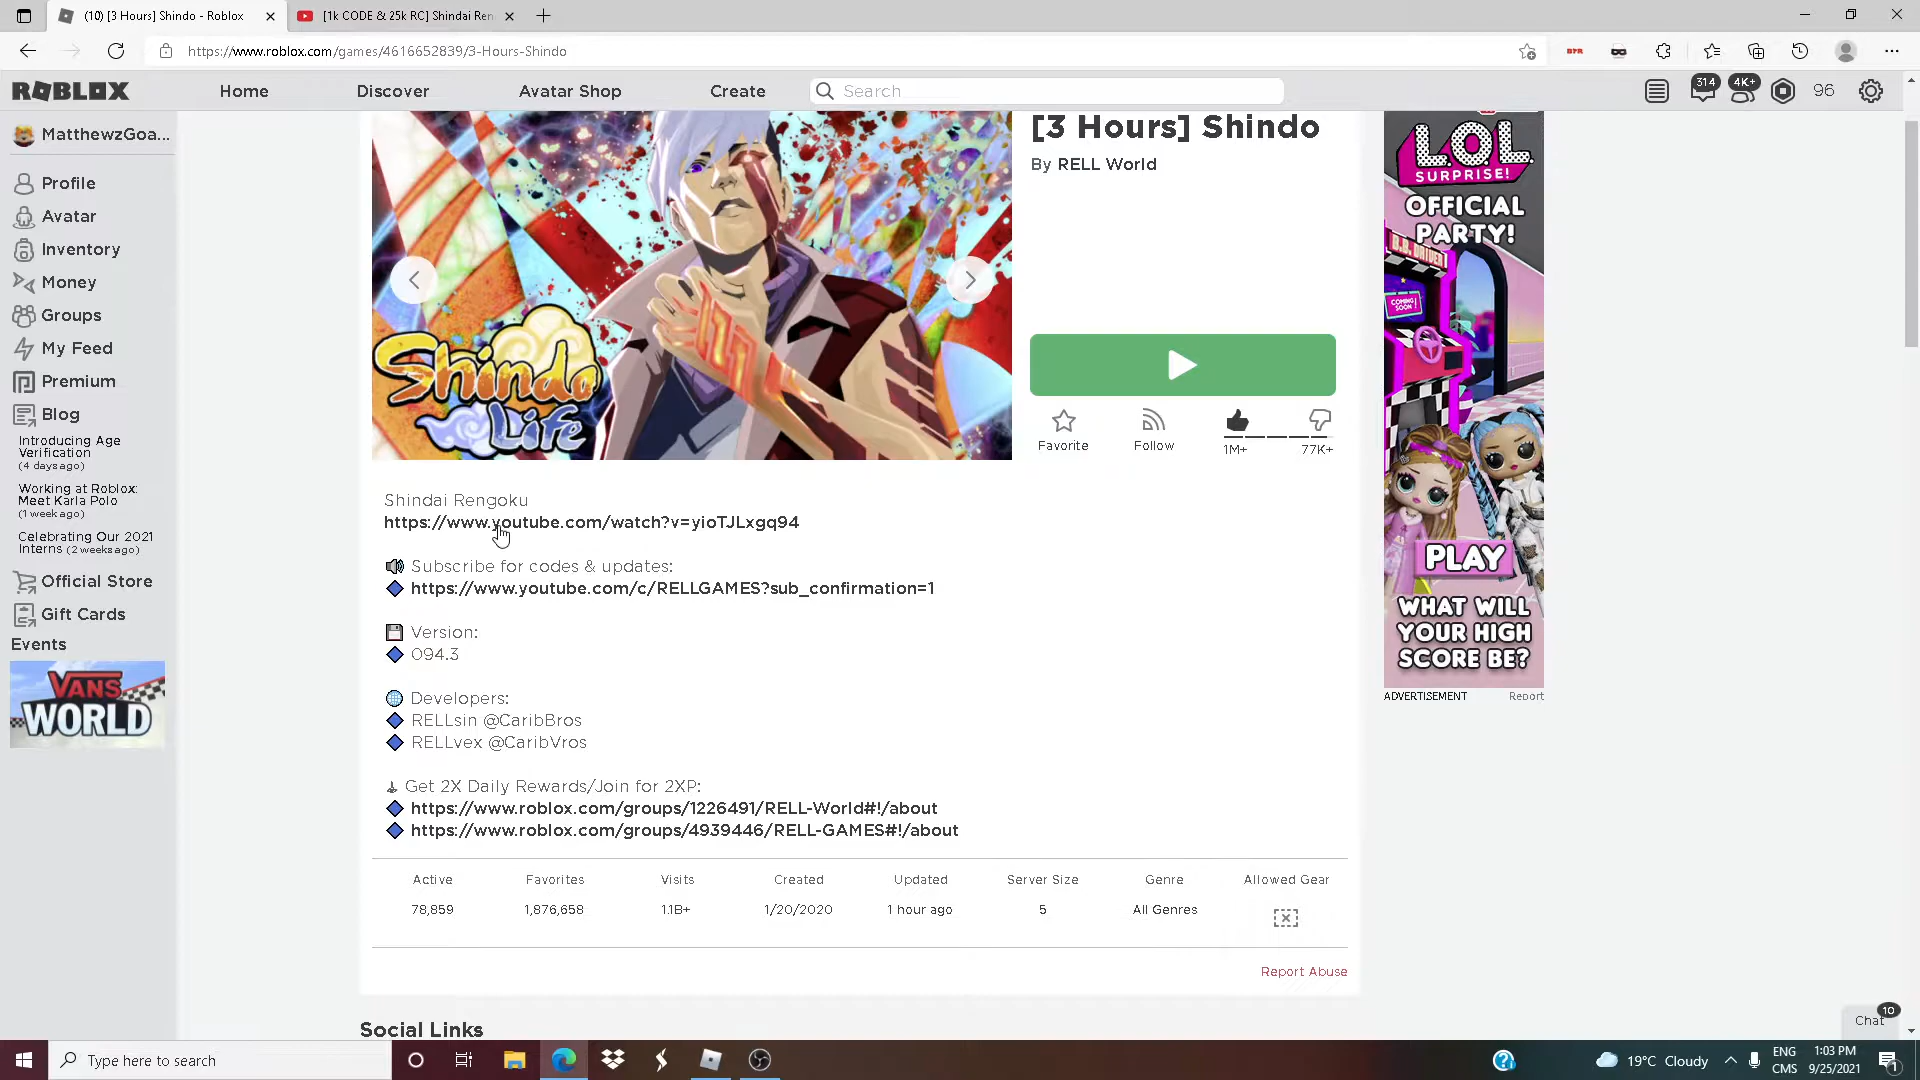 (10) [3 Hours] Shindo - Roblox
[1k CODE & 25k RC] Shindai Ren
https://www.roblox.com/games/4616652839/3-Hours-Shindo
ROBLOX
Home
Discover
Avatar Shop
Create
Search
314
4K+
96
MatthewzGoa...
Profile
Avatar
Inventory
Money
Groups
My Feed
Premium
Blog
Introducing Age
Verification
(4 days ago)
Working at Roblox:
Meet Karla Polo
(1 week ago)
Celebrating Our 2021
Interns (2 weeks ago)
Official Store
Gift Cards
Events
VANS
WORLD
Shindo
Life
[3 Hours] Shindo
By RELL World
Favorite
Follow
1M+
77K+
Shindai Rengoku
https://www.youtube.com/watch?v=yioTJLxgq94
Subscribe for codes & updates:
https://www.youtube.com/c/RELLGAMES?sub_confirmation=1
Version:
094.3
Developers:
RELLsin @CaribBros
RELLvex @CaribVros
Get 2X Daily Rewards/Join for 2XP:
https://www.roblox.com/groups/1226491/RELL-World#!/about
https://www.roblox.com/groups/4939446/RELL-GAMES#!/about
Active
Favorites
Visits
Created
Updated
Server Size
Genre
Allowed Gear
78,859
1,876,658
1.1B+
1/20/2020
1 hour ago
5
All Genres
Report Abuse
Social Links
L.O.L.
SURPRISE!
OFFICIAL
PARTY!
B.B. DRIVER!
COMING
SOON!
PLAY
WHAT WILL
YOUR HIGH
SCORE BE?
ADVERTISEMENT
Report
Chat
10
Type here to search
19°C Cloudy
ENG
CMS
1:03 PM
9/25/2021
1